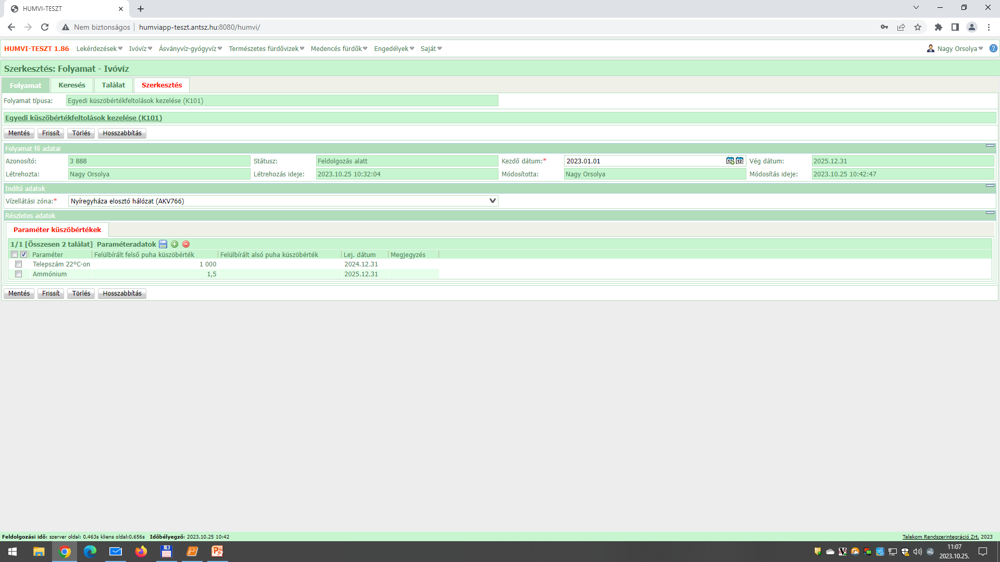 HUMVI-TESZT
Nem biztonságos humviapp-teszt.antsz.hu:8080/humvi/
HUMVI-TESZT 1.86 Lekérdezések Ivóvíz Ásványvíz-gyógyvíz Természetes fürdővizek Medencés fürdők Engedélyek Saját Nagy Orsolya
Szerkesztés: Folyamat - Ivóvíz
Folyamat Keresés Találat Szerkesztés
Folyamat típusa: Egyedi küszöbértékfeltolások kezelése (K101)
Egyedi küszöbértékfeltolások kezelése (K101)
Mentés Frissít Törlés Hosszabbítás
Folyamat fő adatai
Azonosító: 3 888 Státusz: Feldolgozás alatt Kezdő dátum:* 2023.01.01 Vég dátum: 2025.12.31
Létrehozta: Nagy Orsolya Létrehozás ideje: 2023.10.25 10:32:04 Módosította: Nagy Orsolya Módosítás ideje: 2023.10.25 10:42:47
Indító adatok
Vízellátási zóna:* Nyíregyháza elosztó hálózat (AKV766)
Részletes adatok
Paraméter küszöbértékek
1/1 [Összesen 2 találat] Paraméteradatok
Paraméter Felülbírált felső puha küszöbérték Felülbírált alsó puha küszöbérték Lej. dátum Megjegyzés
Telepszám 22°C-on 1 000 2024.12.31
Ammónium 1,5 2025.12.31
Mentés Frissít Törlés Hosszabbítás
Feldolgozási idő: szerver oldal: 0,463s kliens oldal:0,656s Időbélyegző: 2023.10.25 10:42 Telekom Rendszerintegráció Zrt. 2023
11:07
2023.10.25.